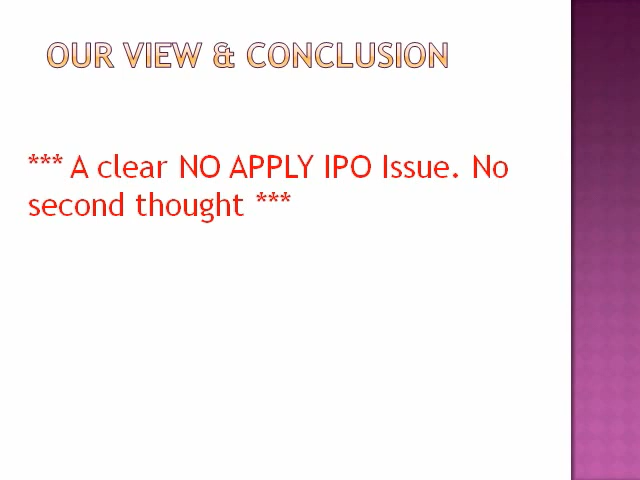 OUR VIEW & CONCLUSION
*** A clear NO APPLY IPO Issue. No
second thought ***